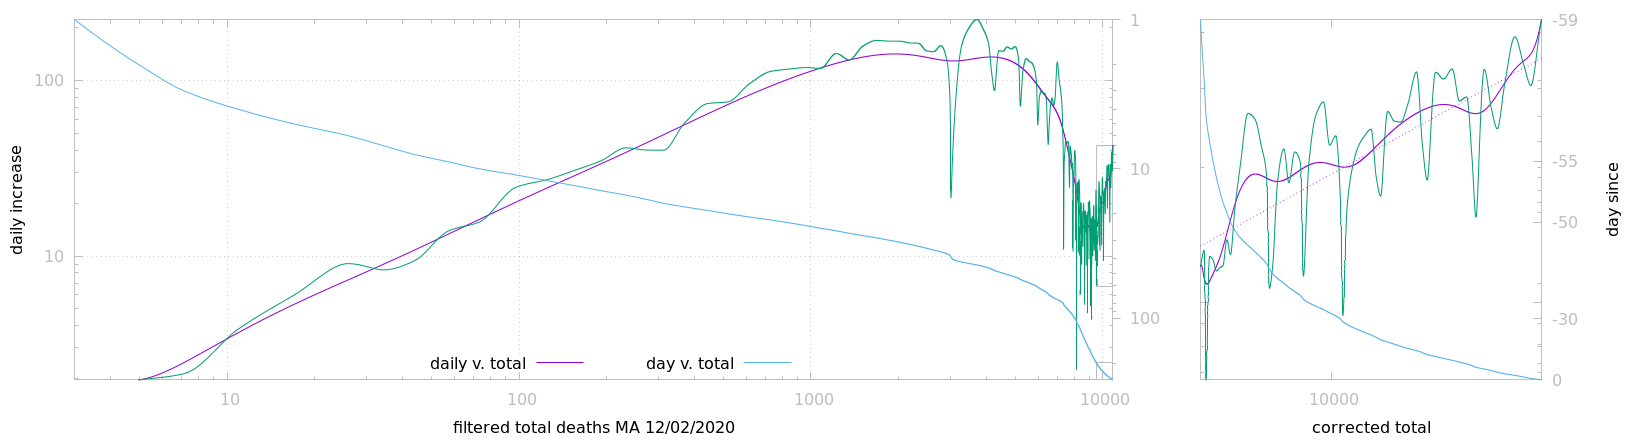 daily increase
100
10
daily v. total
day v. total
10
100
1000
10000
1
10
100
filtered total deaths MA 12/02/2020
-59
-55
-50
-30
0
day since
10000
corrected total